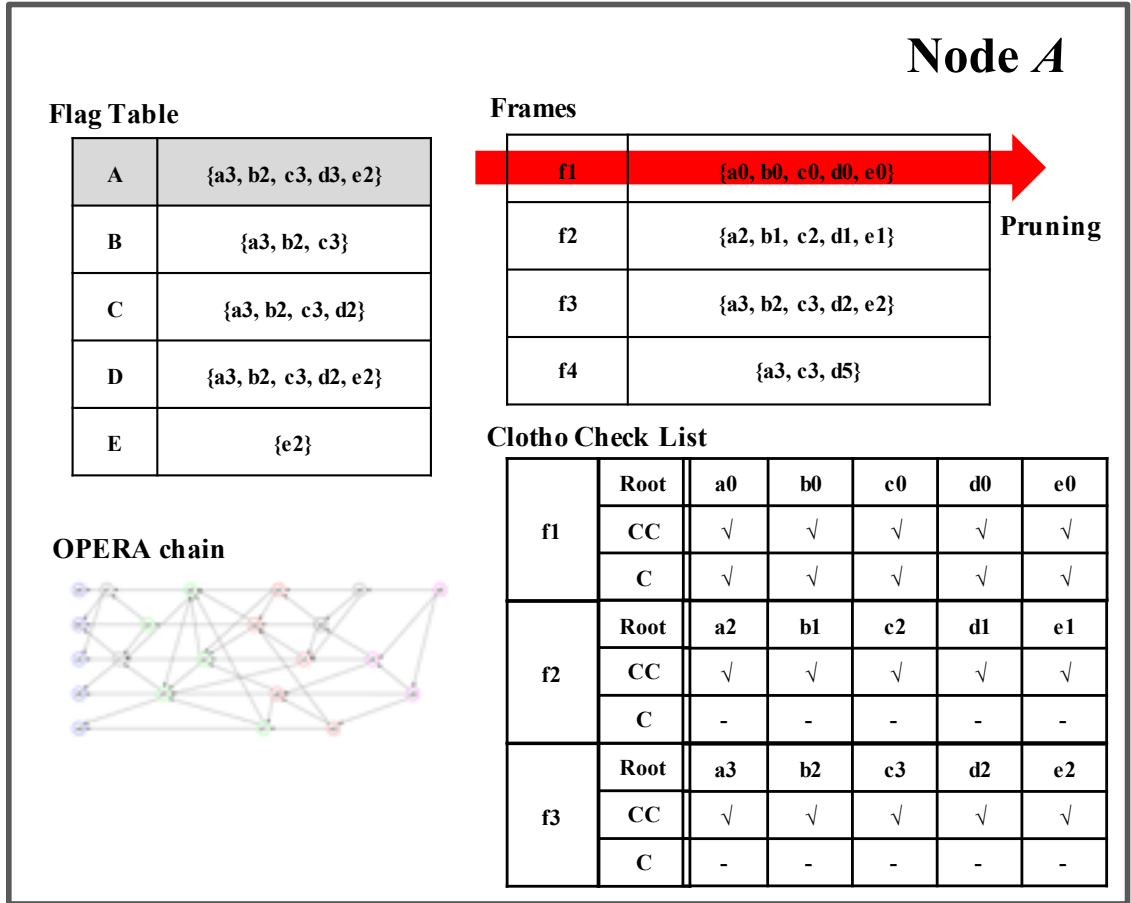 Node A
Flag Table
A {a3, b2, c3, d3, e2}
B {a3, b2, c3}
C {a3, b2, c3, d2}
D {a3, b2, c3, d2, e2}
E {e2}
Frames
f1 {a0, b0, c0, d0, e0}
f2 {a2, b1, c2, d1, e1}
f3 {a3, b2, c3, d2, e2}
f4 {a3, c3, d5}
Pruning
OPERA chain
Clotho Check List
f1
Root a0 b0 c0 d0 e0
CC √ √ √ √ √
C √ √ √ √ √
f2
Root a2 b1 c2 d1 e1
CC √ √ √ √ √
C - - - - -
f3
Root a3 b2 c3 d2 e2
CC √ √ √ √ √
C - - - - -